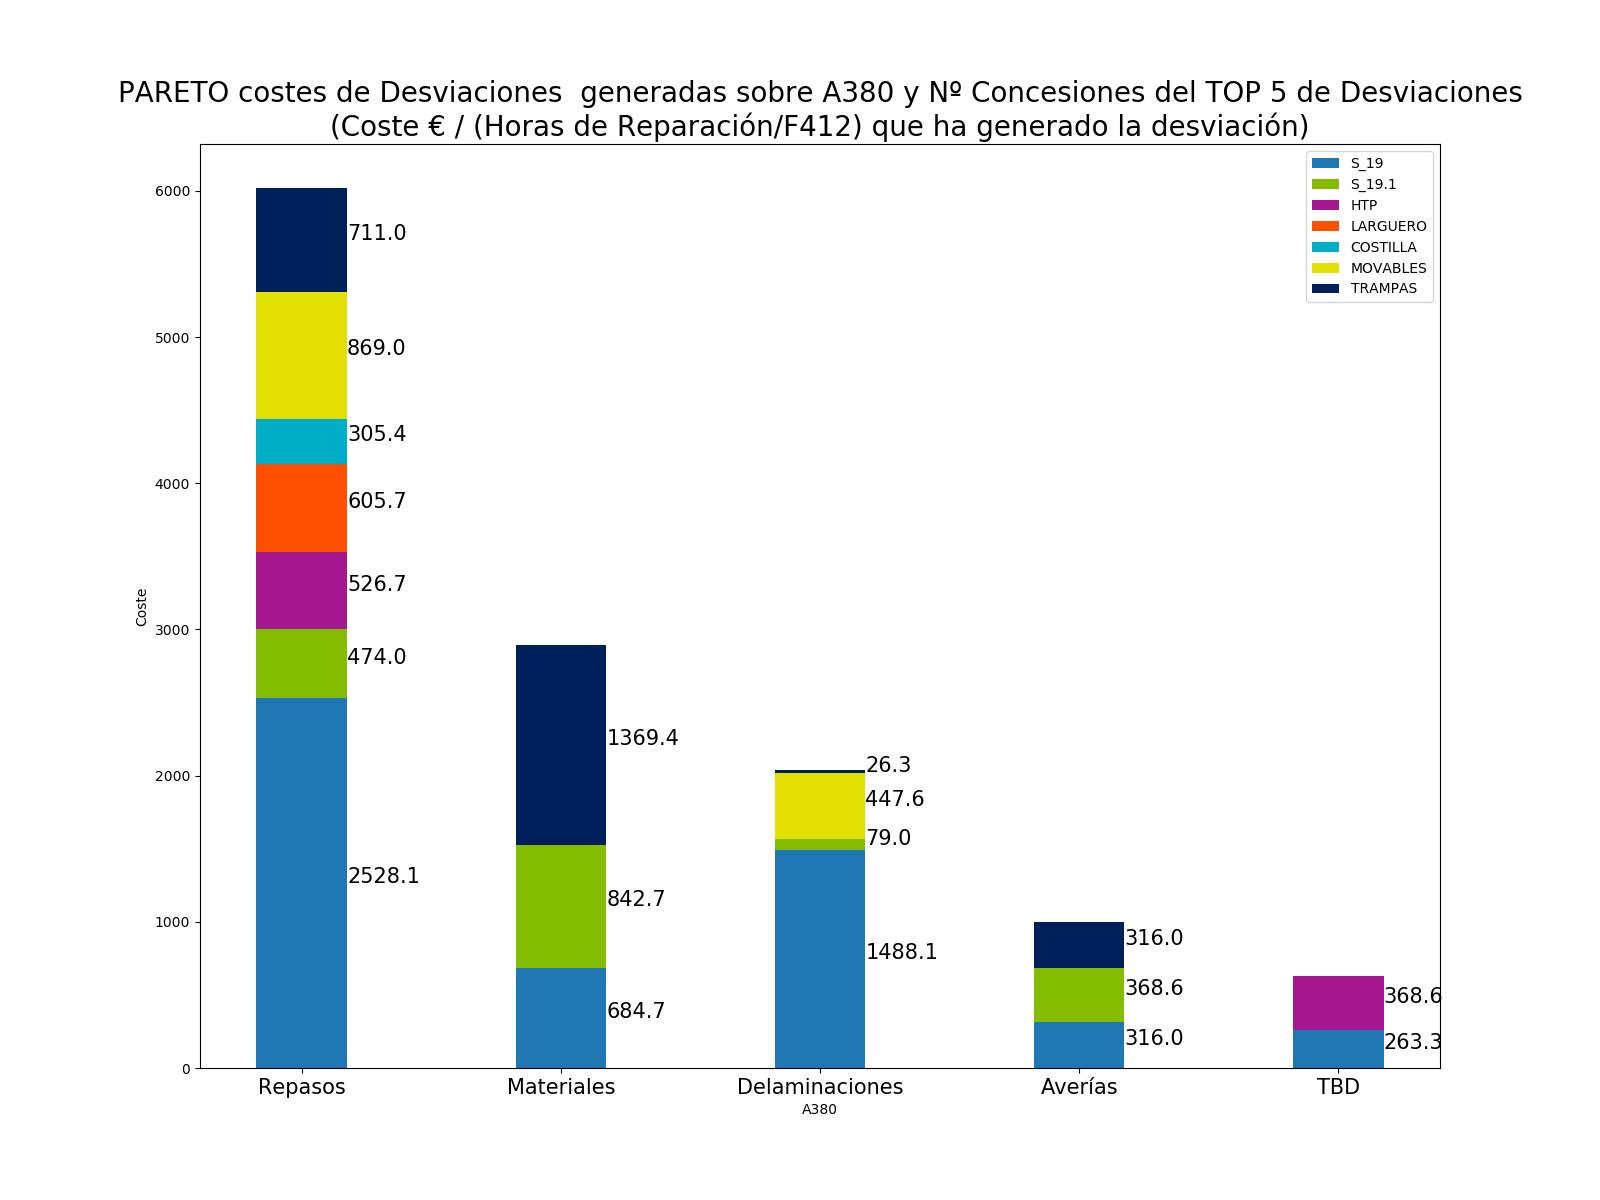 PARETO costes de Desviaciones  generadas sobre A380 y Nº Concesiones del TOP 5 de Desviaciones
(Coste € / (Horas de Reparación/F412) que ha generado la desviación)
S_19
S_19.1
HTP
LARGUERO
COSTILLA
MOVABLES
TRAMPAS
Coste
6000
5000
4000
3000
2000
1000
0
711.0
869.0
305.4
605.7
526.7
474.0
2528.1
1369.4
842.7
684.7
26.3
447.6
79.0
1488.1
316.0
368.6
316.0
368.6
263.3
Repasos
Materiales
Delaminaciones
Averías
TBD
A380